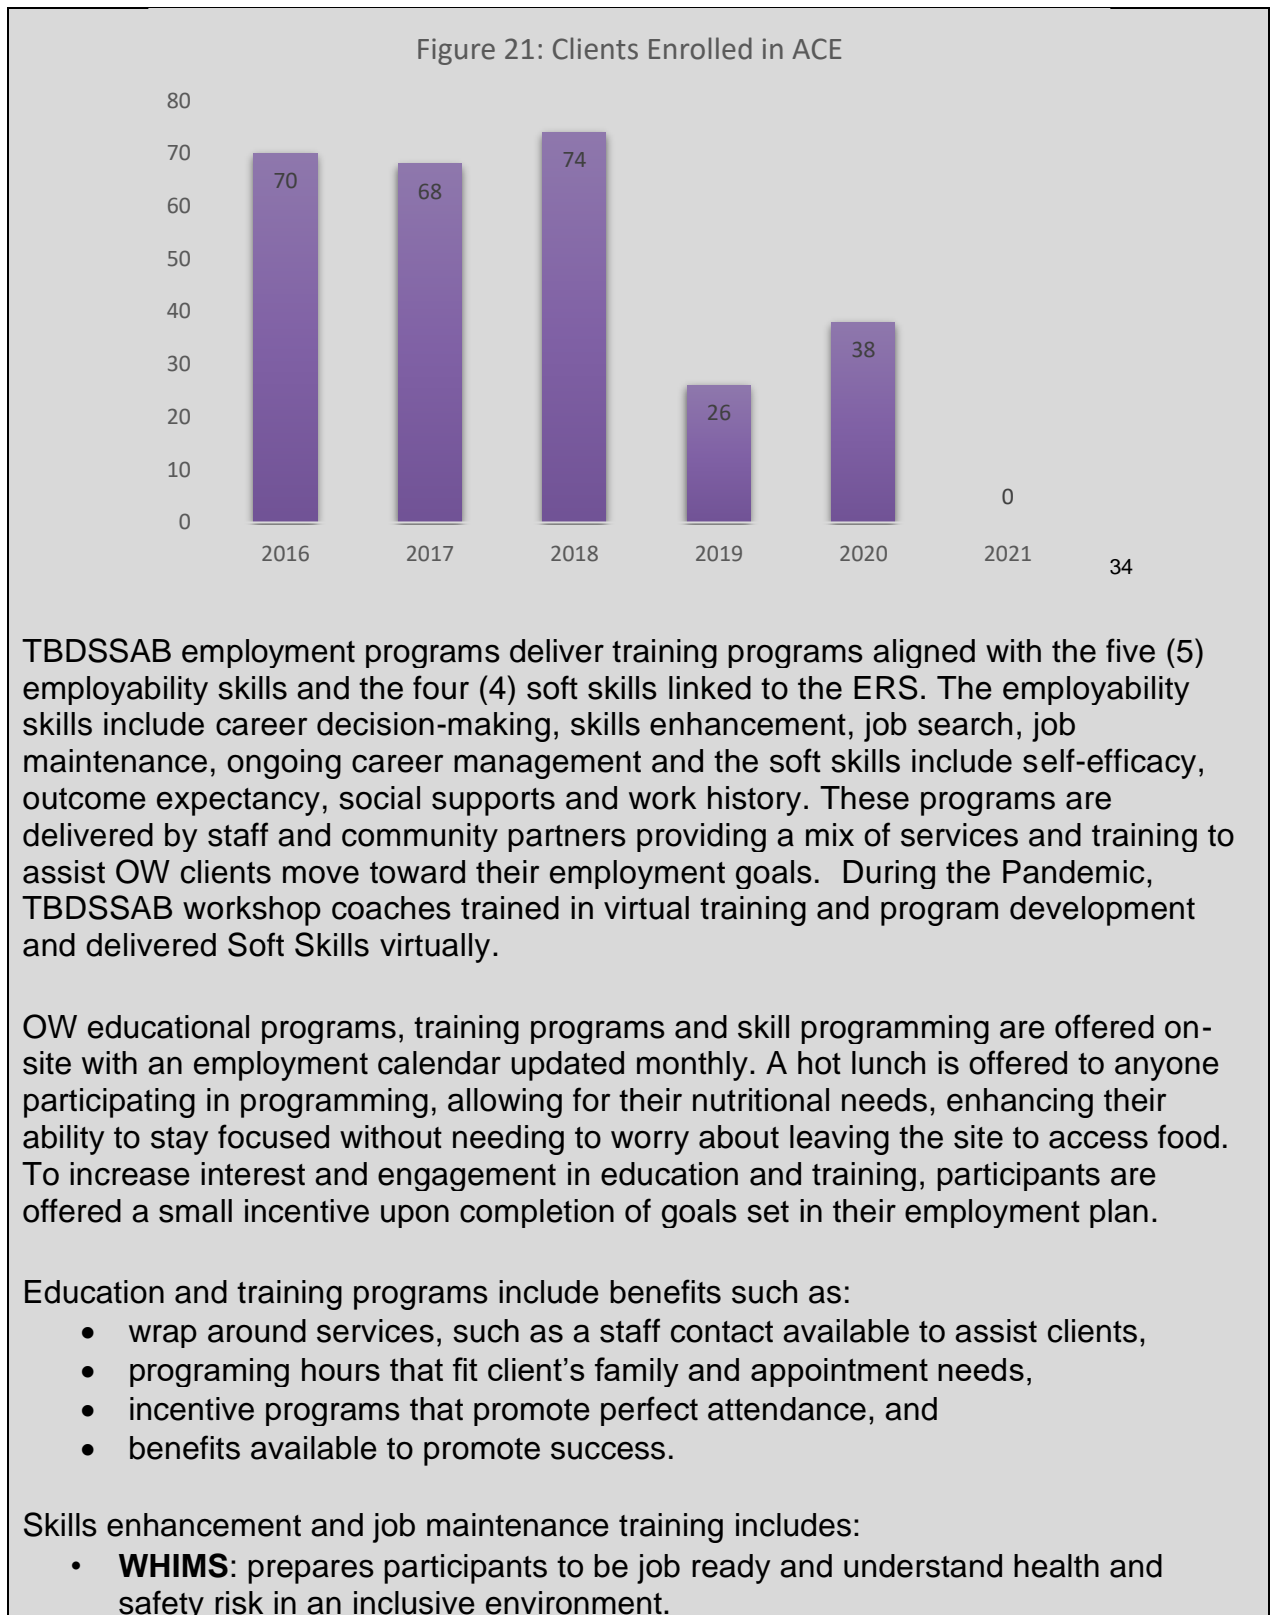 Figure 21: Clients Enrolled in ACE
80
70
60
50
40
30
20
10
0
70
68
74
26
38
0
2016 2017 2018 2019 2020 2021
34
TBDSSAB employment programs deliver training programs aligned with the five (5)
employability skills and the four (4) soft skills linked to the ERS. The employability
skills include career decision-making, skills enhancement, job search, job
maintenance, ongoing career management and the soft skills include self-efficacy,
outcome expectancy, social supports and work history. These programs are
delivered by staff and community partners providing a mix of services and training to
assist OW clients move toward their employment goals.  During the Pandemic,
TBDSSAB workshop coaches trained in virtual training and program development
and delivered Soft Skills virtually.
OW educational programs, training programs and skill programming are offered on-
site with an employment calendar updated monthly. A hot lunch is offered to anyone
participating in programming, allowing for their nutritional needs, enhancing their
ability to stay focused without needing to worry about leaving the site to access food.
To increase interest and engagement in education and training, participants are
offered a small incentive upon completion of goals set in their employment plan.
Education and training programs include benefits such as:
• wrap around services, such as a staff contact available to assist clients,
• programing hours that fit client’s family and appointment needs,
• incentive programs that promote perfect attendance, and
• benefits available to promote success.
Skills enhancement and job maintenance training includes:
• WHIMS: prepares participants to be job ready and understand health and
safety risk in an inclusive environment.